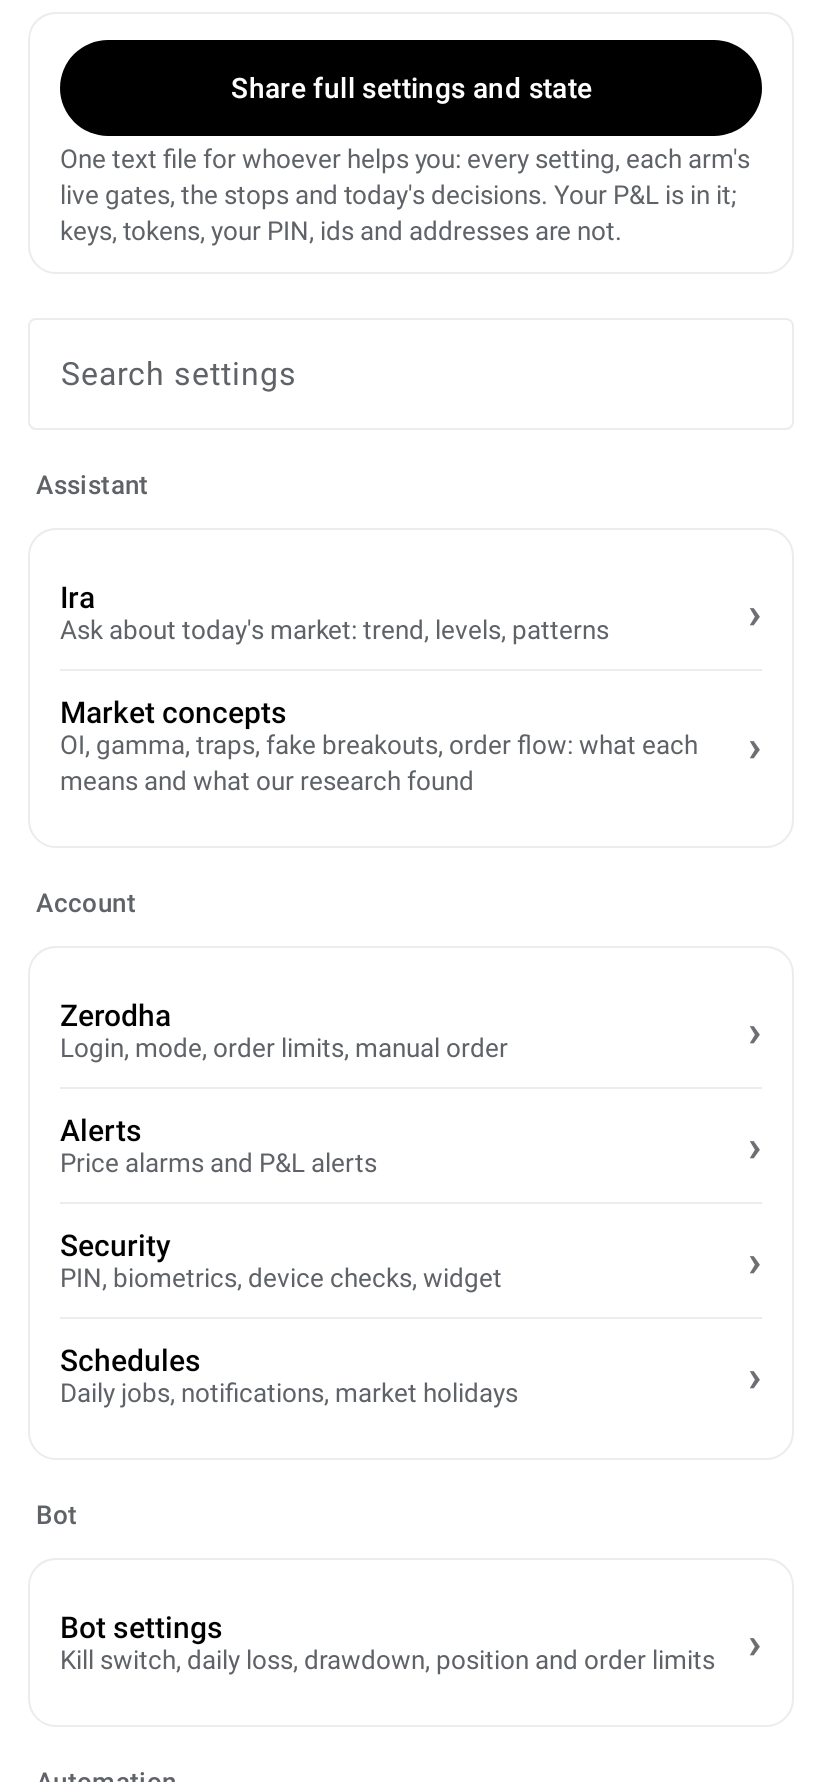 Share full settings and state
One text file for whoever helps you: every setting, each arm's
live gates, the stops and today's decisions. Your P&L is in it;
keys, tokens, your PIN, ids and addresses are not.
Search settings
Assistant
Ira
Ask about today's market: trend, levels, patterns
Market concepts
OI, gamma, traps, fake breakouts, order flow: what each
means and what our research found
Account
Zerodha
Login, mode, order limits, manual order
Alerts
Price alarms and P&L alerts
Security
PIN, biometrics, device checks, widget
Schedules
Daily jobs, notifications, market holidays
Bot
Bot settings
Kill switch, daily loss, drawdown, position and order limits
Automation